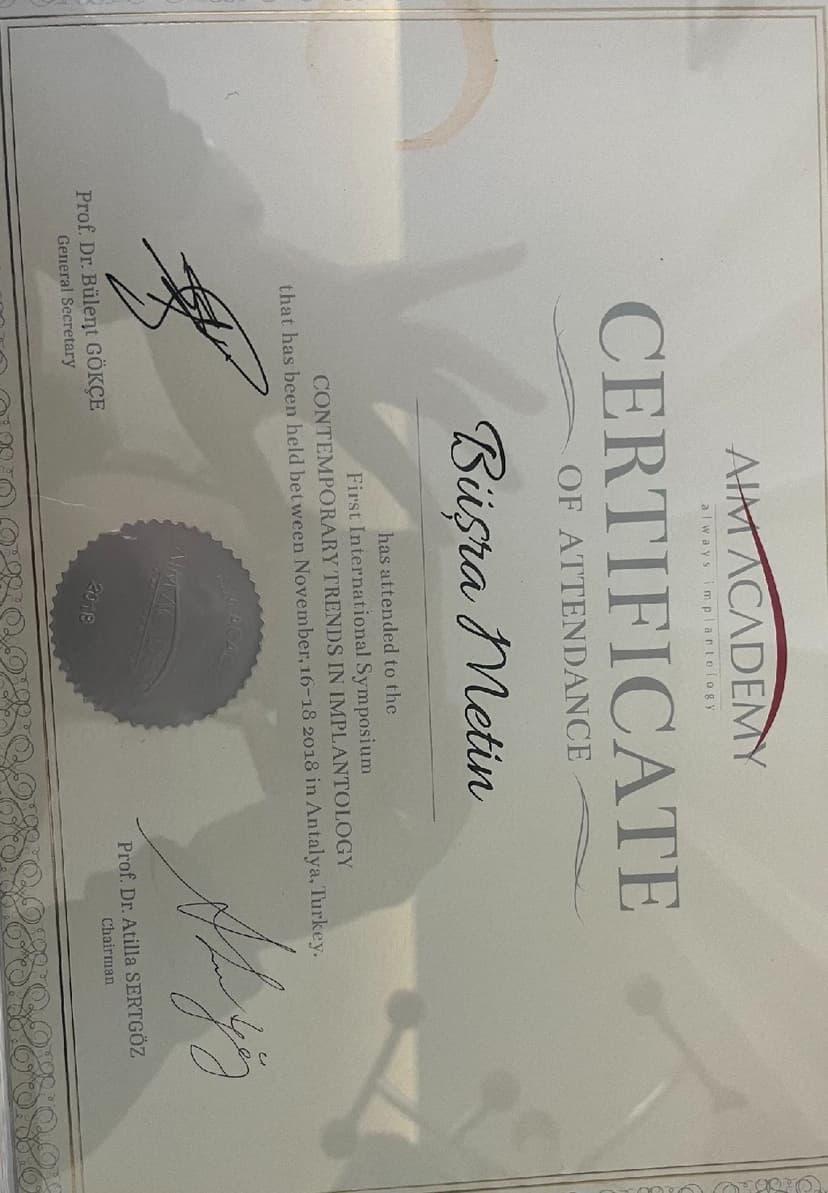 AIM ACADEMY
always implantology
CERTIFICATE
OF ATTENDANCE
Büşra Metin
has attended to the
First International Symposium
CONTEMPORARY TRENDS IN IMPLANTOLOGY
that has been held between November,16-18 2018 in Antalya, Turkey.
Prof. Dr. Bülent GÖKÇE
General Secretary
2018
Prof. Dr. Atilla SERTGÖZ
Chairman